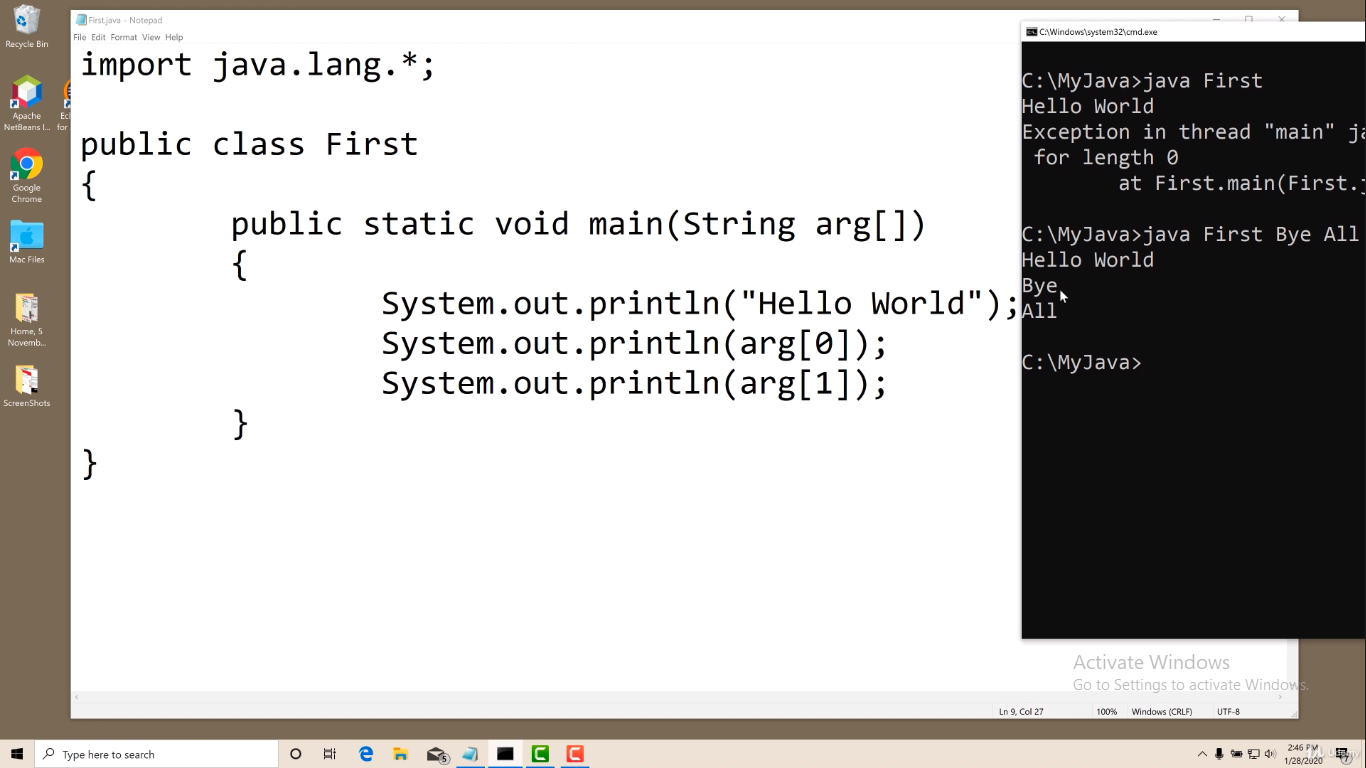 Recycle Bin
Apache
NetBeans I...
Google
Chrome
Mac Files
Home, 5
Novemb...
ScreenShots
First.java - Notepad
File Edit Format View Help
import java.lang.*;
public class First
{
public static void main(String arg[])
{
System.out.println("Hello World");
System.out.println(arg[0]);
System.out.println(arg[1]);
}
}
Ln 9, Col 27 100% Windows (CRLF) UTF-8
C:\Windows\system32\cmd.exe
C:\MyJava>java First
Hello World
Exception in thread "main" ja
for length 0
at First.main(First.j
C:\MyJava>java First Bye All
Hello World
Bye
All
C:\MyJava>
Activate Windows
Go to Settings to activate Windows.
Type here to search
5
2:46 PM
1/28/2020